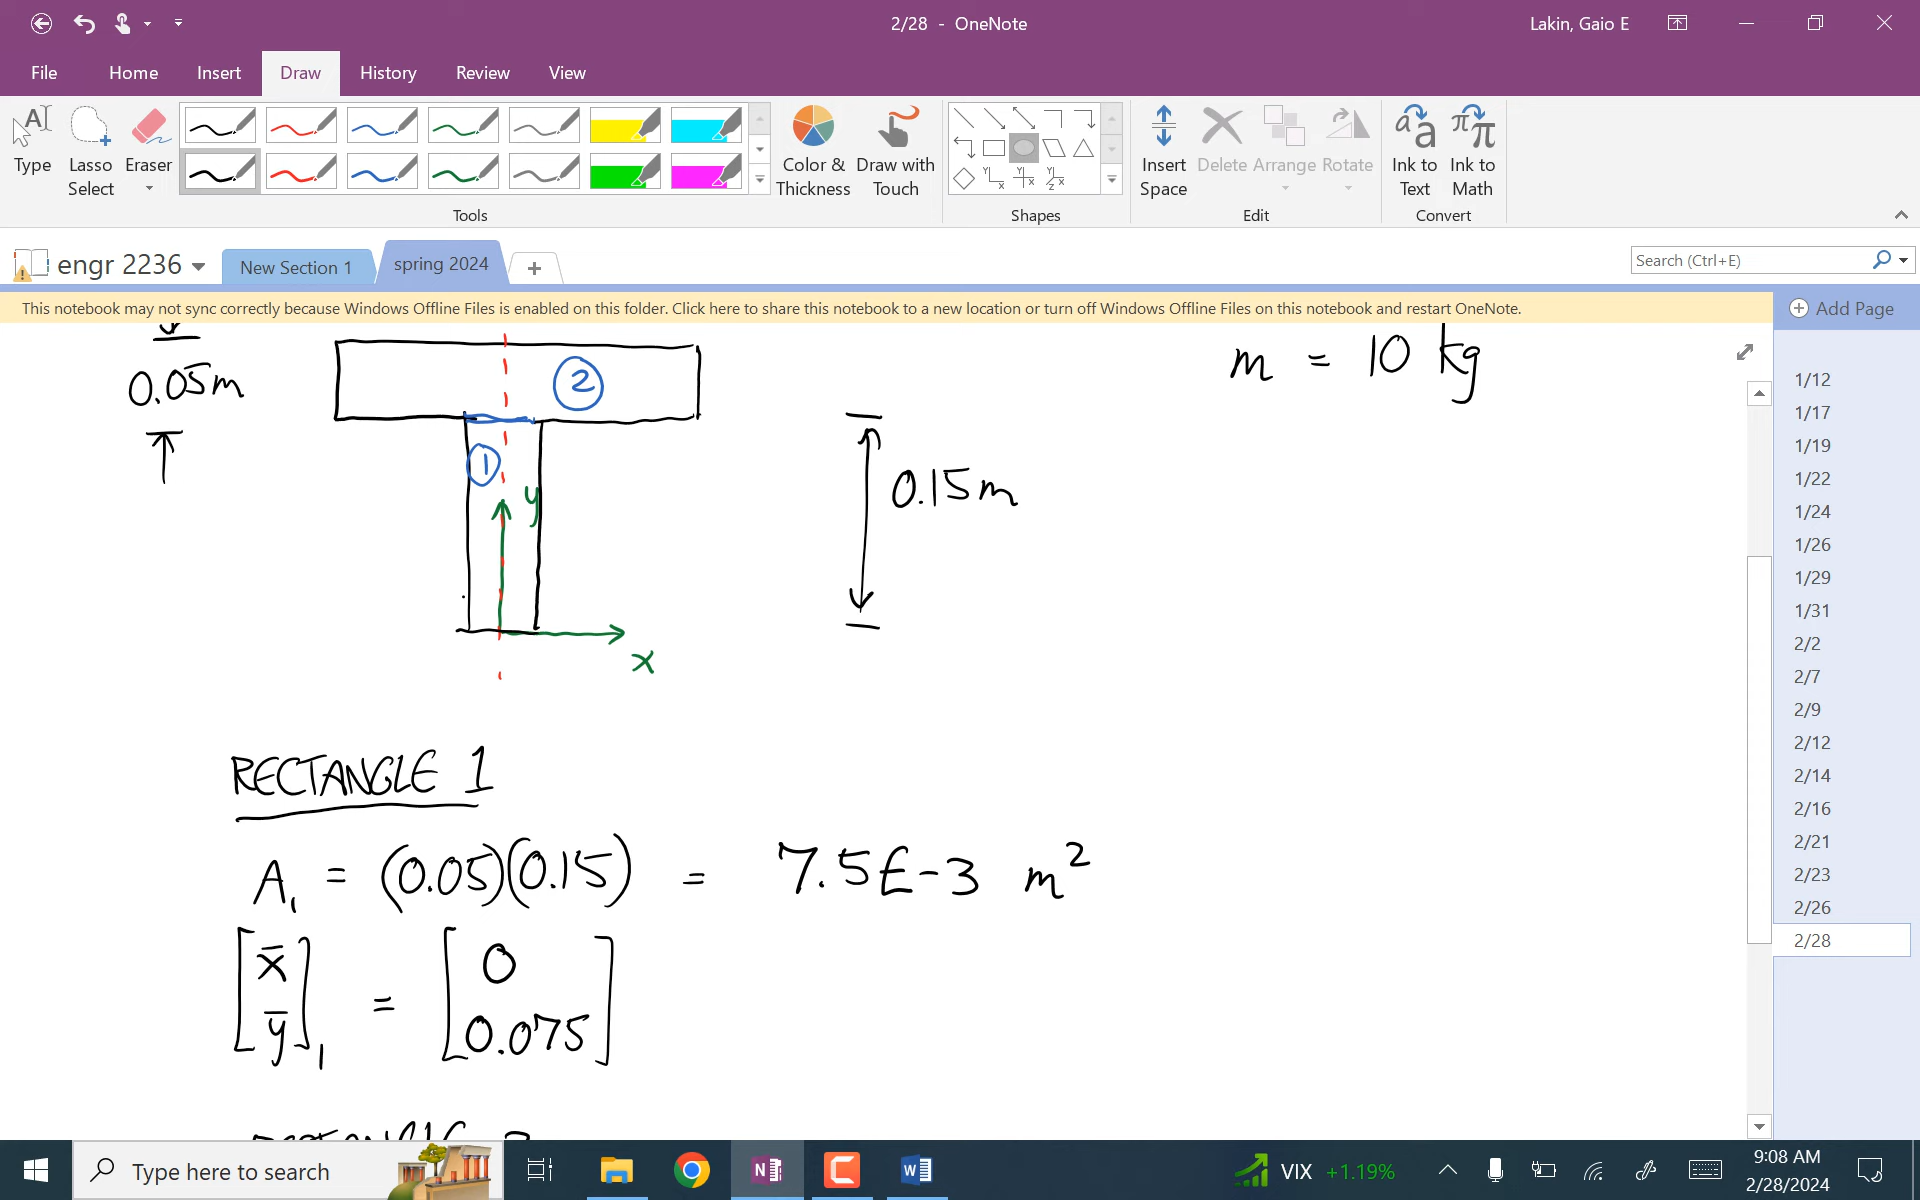 2/28 - OneNote
Lakin, Gaio E
File Home Insert Draw History Review View
Type
Lasso Select
Eraser
Color & Thickness
Draw with Touch
Insert Space
Delete
Arrange
Rotate
Ink to Text
Ink to Math
Tools
Shapes
Edit
Convert
engr 2236
New Section 1
spring 2024
Search (Ctrl+E)
This notebook may not sync correctly because Windows Offline Files is enabled on this folder. Click here to share this notebook to a new location or turn off Windows Offline Files on this notebook and restart OneNote.
Add Page
1/12
1/17
1/19
1/22
1/24
1/26
1/29
1/31
2/2
2/7
2/9
2/12
2/14
2/16
2/21
2/23
2/26
2/28
0.05m
2
1
y
x
0.15m
m = 10 kg
RECTANGLE 1
A₁ = (0.05)(0.15) = 7.5E-3 m²
[x̄ ȳ]₁ = [0 0.075]
Type here to search
VIX +1.19%
9:08 AM
2/28/2024